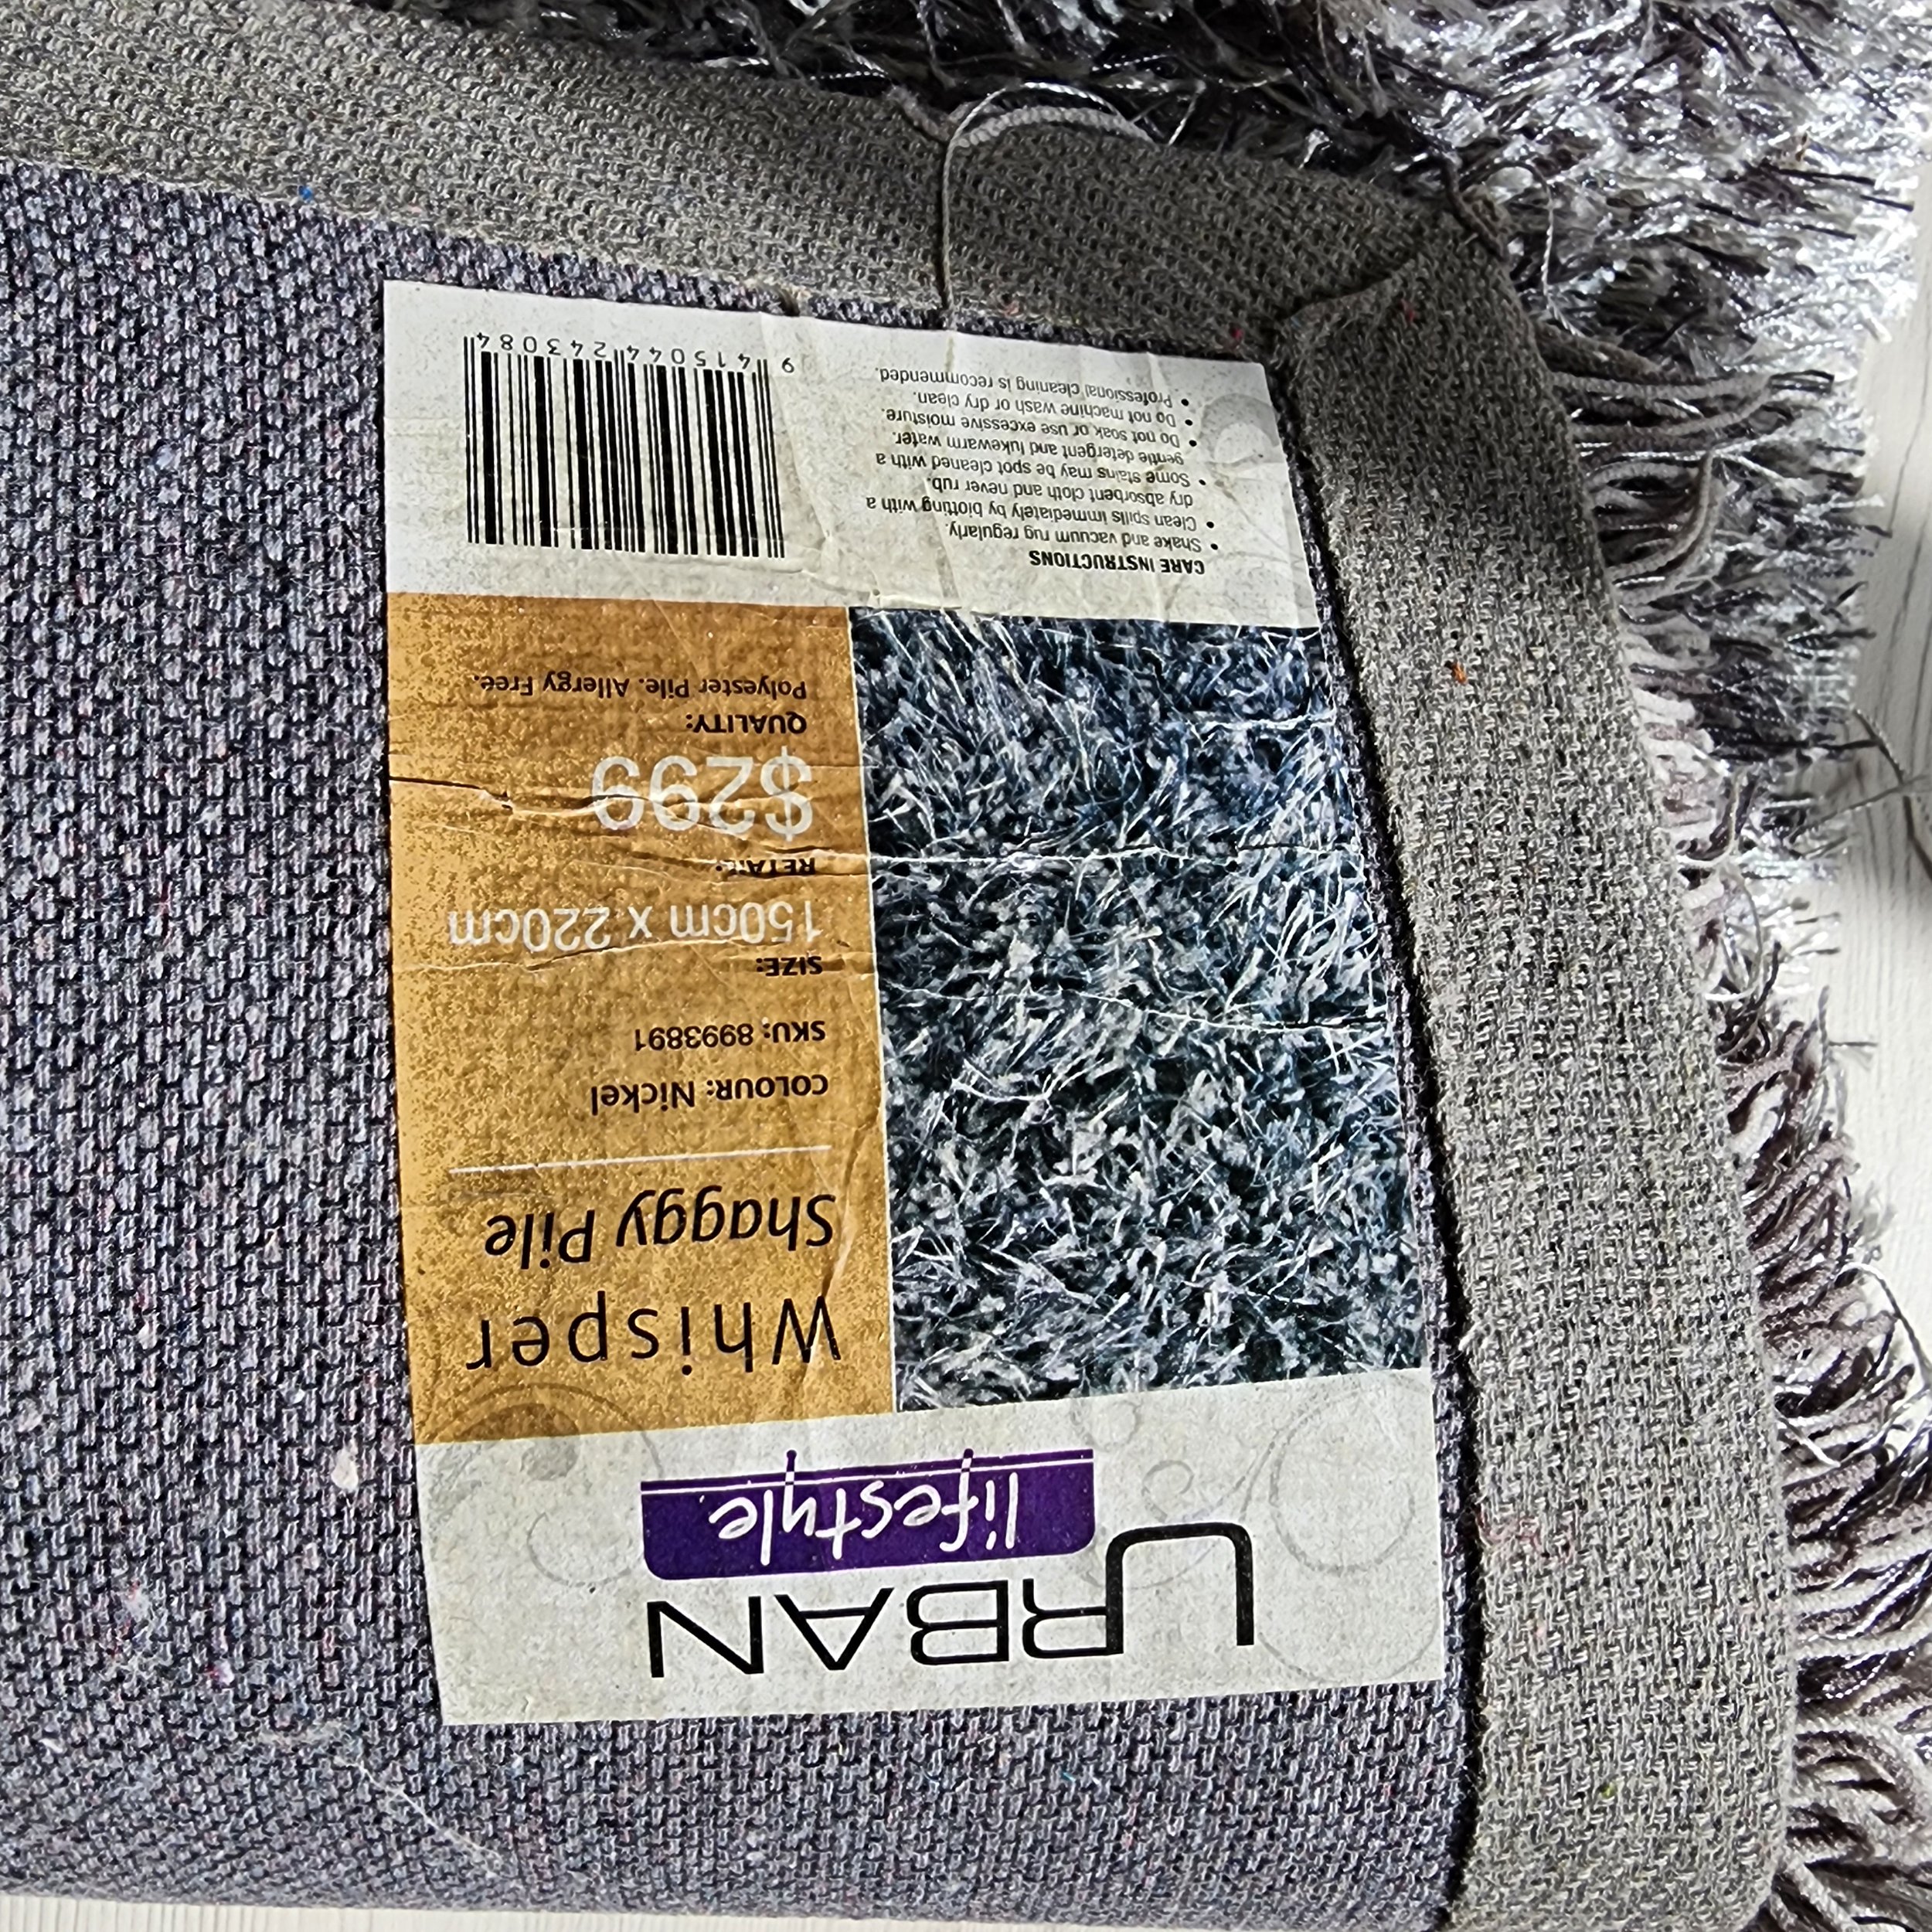 URBAN
lifestyle.
Whisper
Shaggy Pile
COLOUR: Nickel
SKU: 8993891
SIZE:
150cm x 220cm
RETAIL:
$299
QUALITY:
Polyester Pile. Allergy Free.
CARE INSTRUCTIONS
• Shake and vacuum rug regularly.
• Clean spills immediately by blotting with a
dry absorbent cloth and never rub.
• Some stains may be spot cleaned with a
gentle detergent and lukewarm water.
• Do not soak or use excessive moisture.
• Do not machine wash or dry clean.
• Professional cleaning is recommended.
9 415044 243084